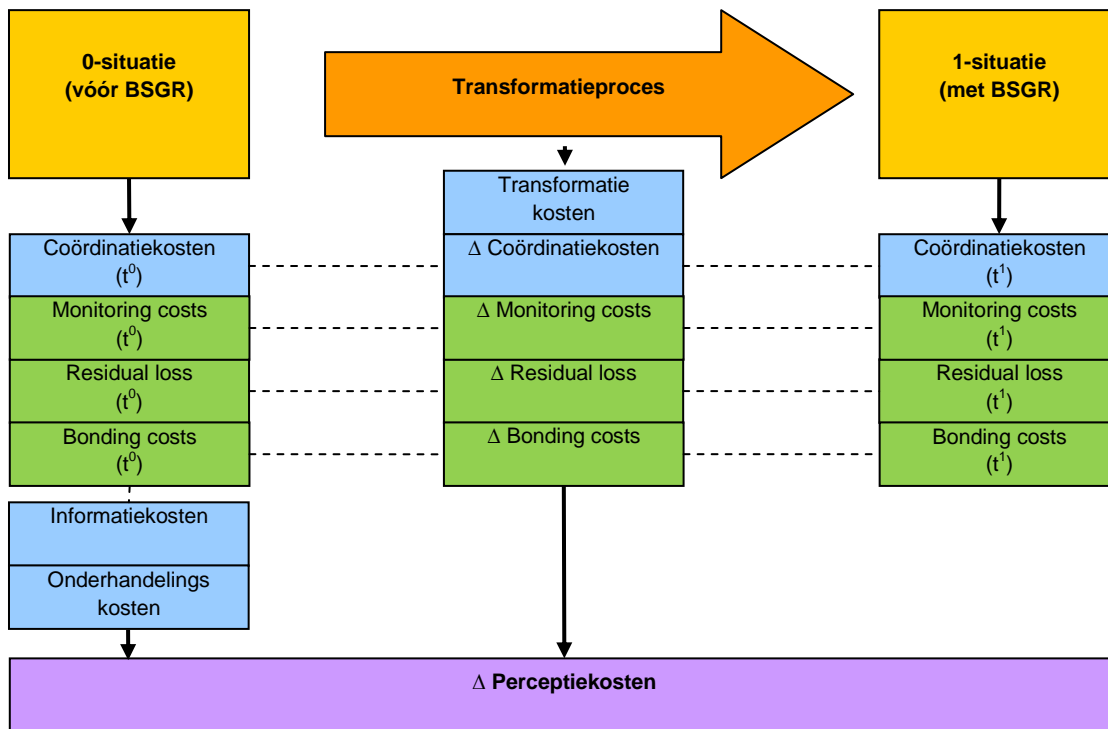 0-situatie
(vóór BSGR)
Transformatieproces
1-situatie
(met BSGR)
Transformatie
kosten
Coördinatiekosten
(t⁰)
Δ Coördinatiekosten
Coördinatiekosten
(t¹)
Monitoring costs
(t⁰)
Δ Monitoring costs
Monitoring costs
(t¹)
Residual loss
(t⁰)
Δ Residual loss
Residual loss
(t¹)
Bonding costs
(t⁰)
Δ Bonding costs
Bonding costs
(t¹)
Informatiekosten
Onderhandelings
kosten
Δ Perceptiekosten